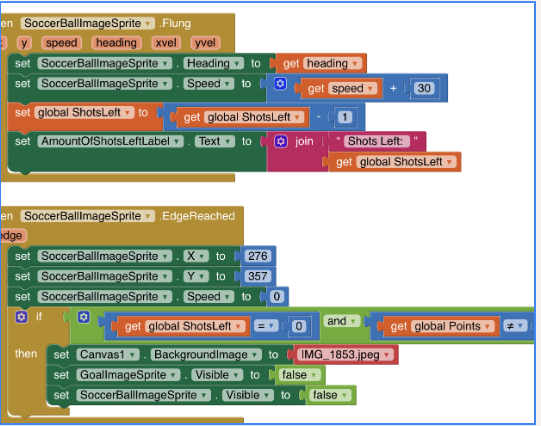 en SoccerBallImageSprite .Flung
y speed heading xvel yvel
set SoccerBallImageSprite . Heading to get heading
set SoccerBallImageSprite . Speed to get speed + 30
set global ShotsLeft to get global ShotsLeft - 1
set AmountOfShotsLeftLabel . Text to join " Shots Left: "
get global ShotsLeft
en SoccerBallImageSprite .EdgeReached
edge
set SoccerBallImageSprite . X to 276
set SoccerBallImageSprite . Y to 357
set SoccerBallImageSprite . Speed to 0
if get global ShotsLeft = 0 and get global Points ≠
then set Canvas1 . BackgroundImage to IMG_1853.jpeg
set GoalImageSprite . Visible to false
set SoccerBallImageSprite . Visible to false